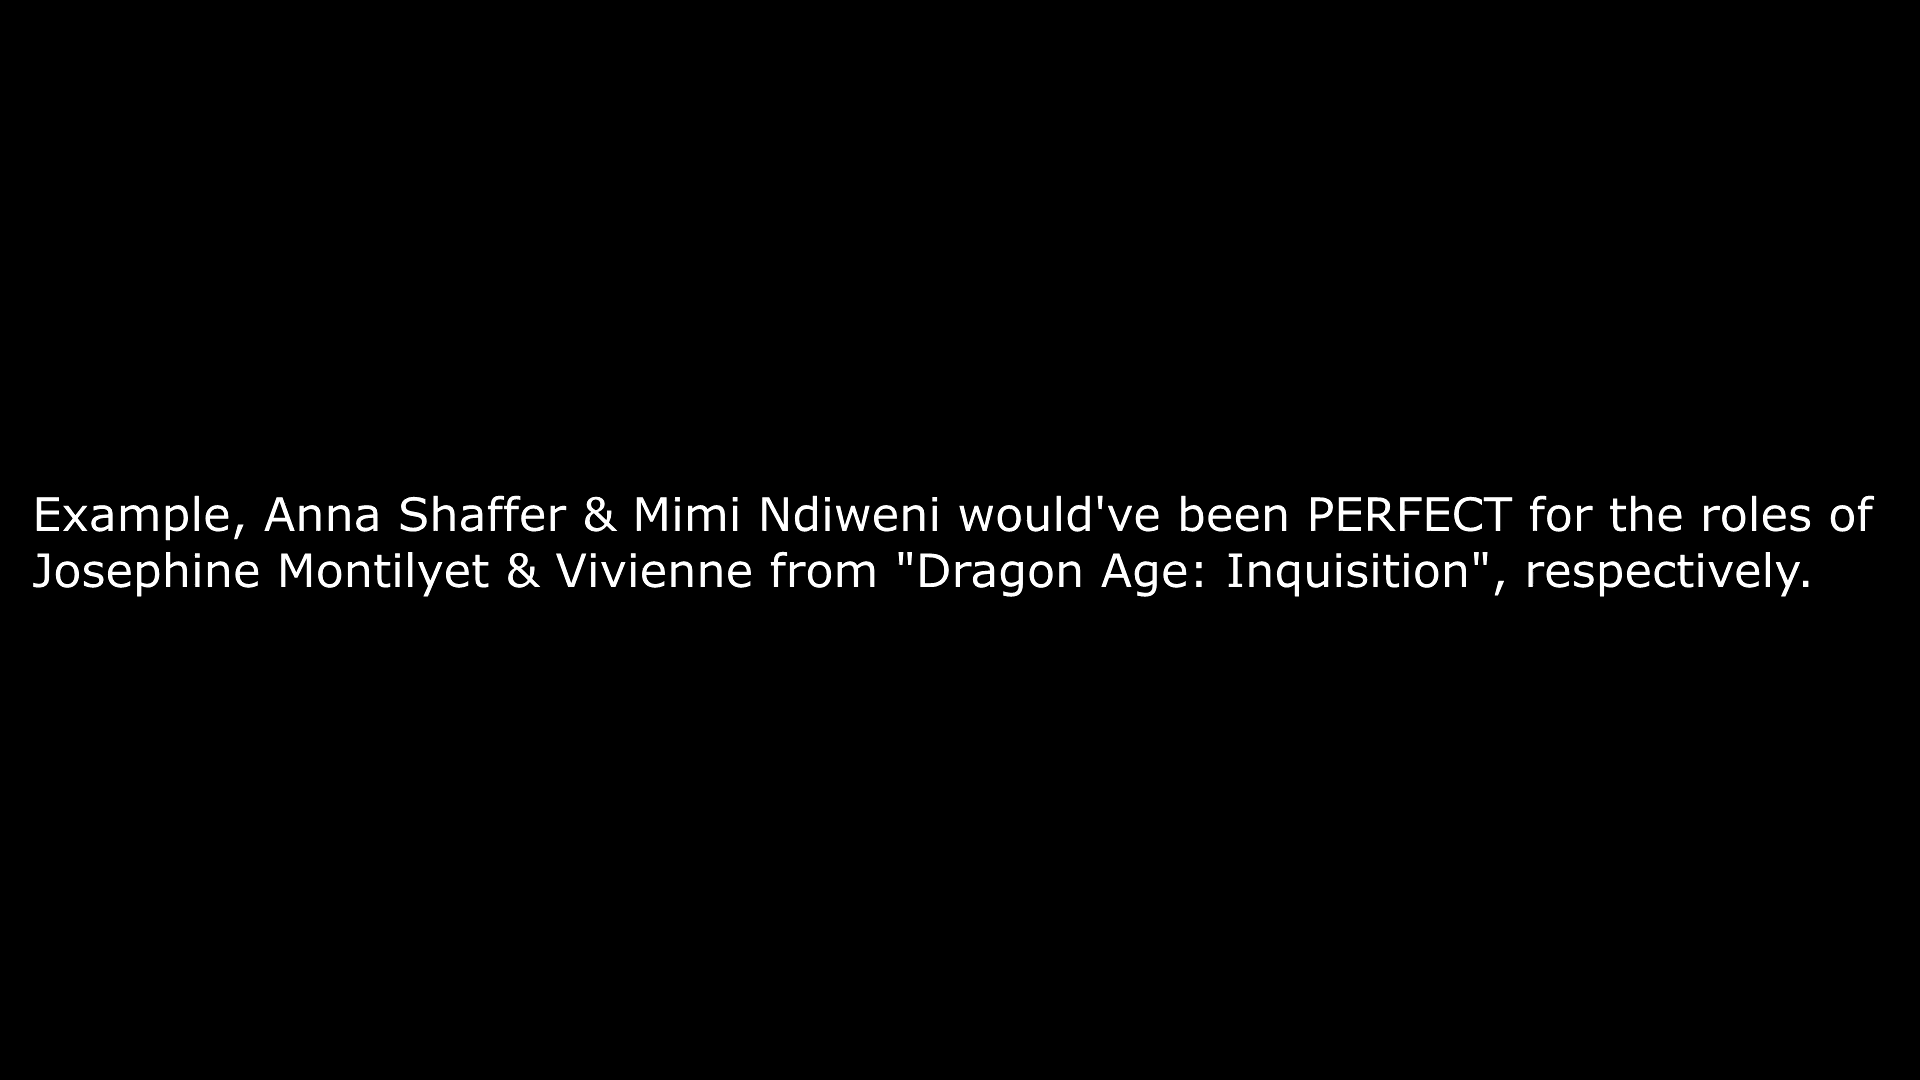 Example, Anna Shaffer & Mimi Ndiweni would've been PERFECT for the roles of
Josephine Montilyet & Vivienne from "Dragon Age: Inquisition", respectively.